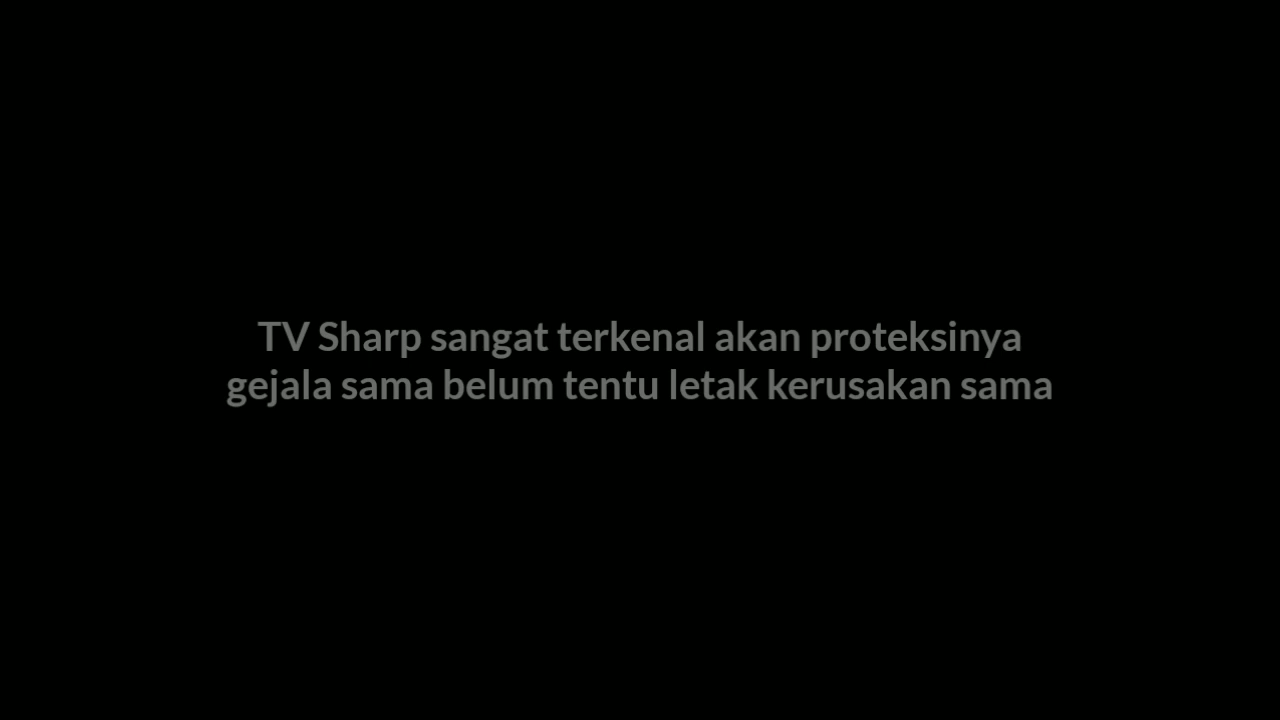 TV Sharp sangat terkenal akan proteksinya
gejala sama belum tentu letak kerusakan sama